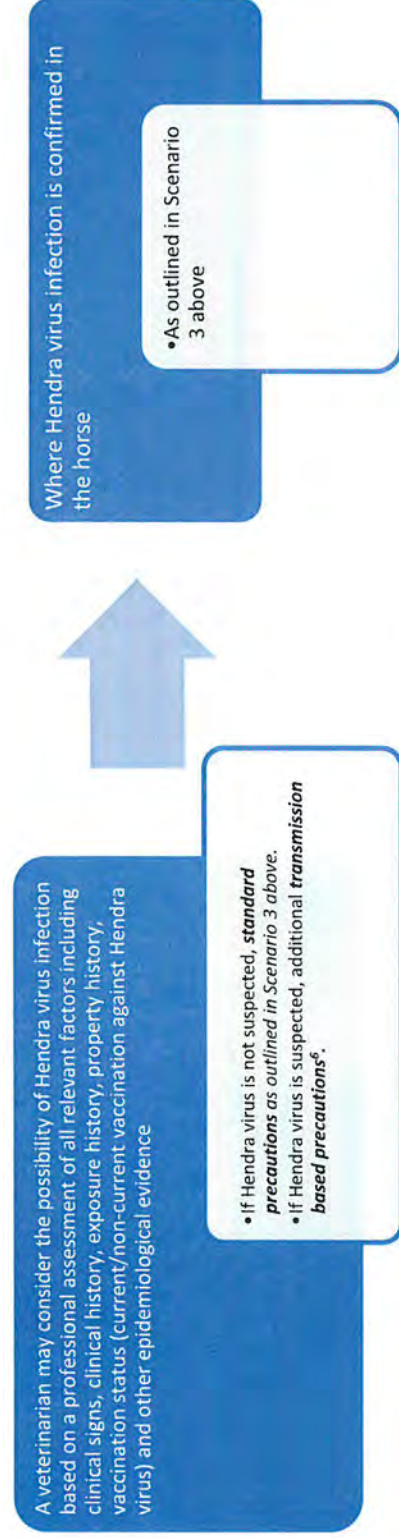 A veterinarian may consider the possibility of Hendra virus infection
based on a professional assessment of all relevant factors including
clinical signs, clinical history, exposure history, property history,
vaccination status (current/non-current vaccination against Hendra
virus) and other epidemiological evidence
•If Hendra virus is not suspected, standard
precautions as outlined in Scenario 3 above.
•If Hendra virus is suspected, additional transmission
based precautions⁶.
Where Hendra virus infection is confirmed in
the horse
•As outlined in Scenario
3 above